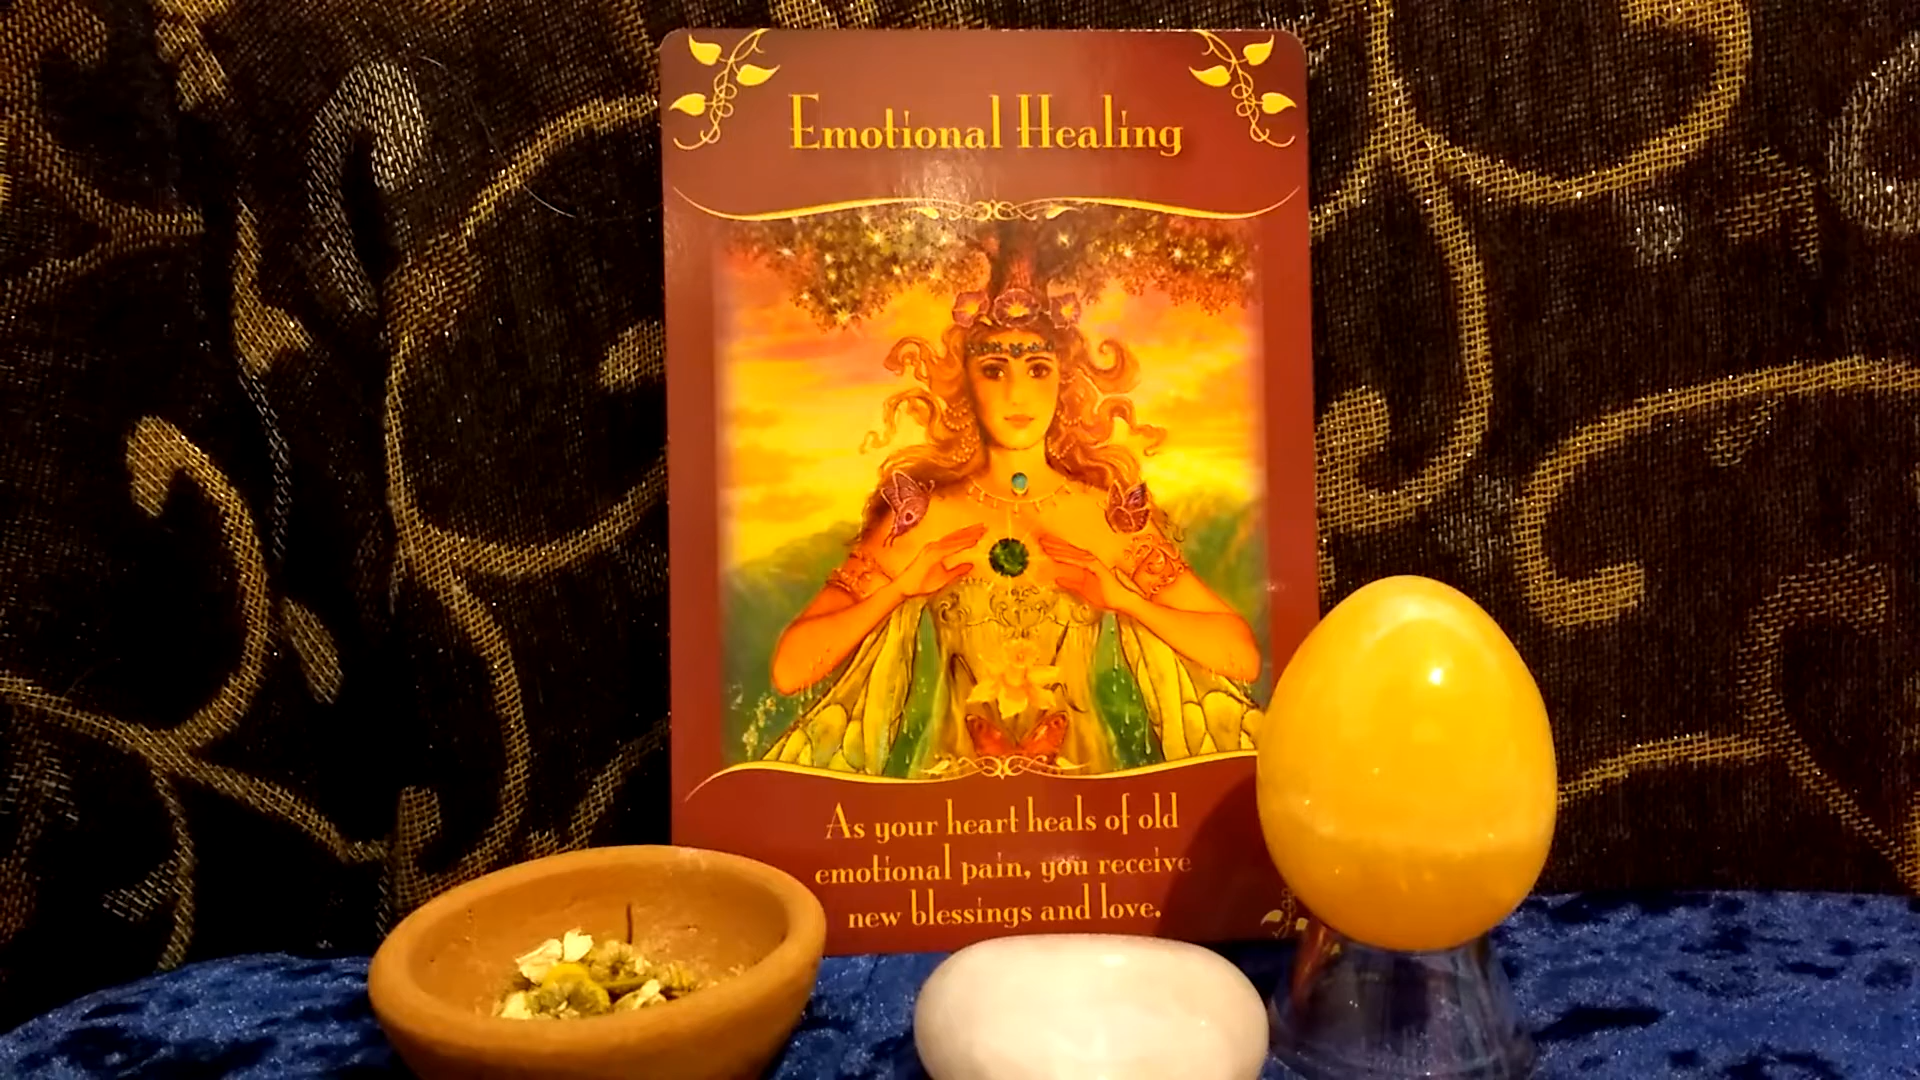 Emotional Healing
As your heart heals of old
emotional pain, you receive
new blessings and love.